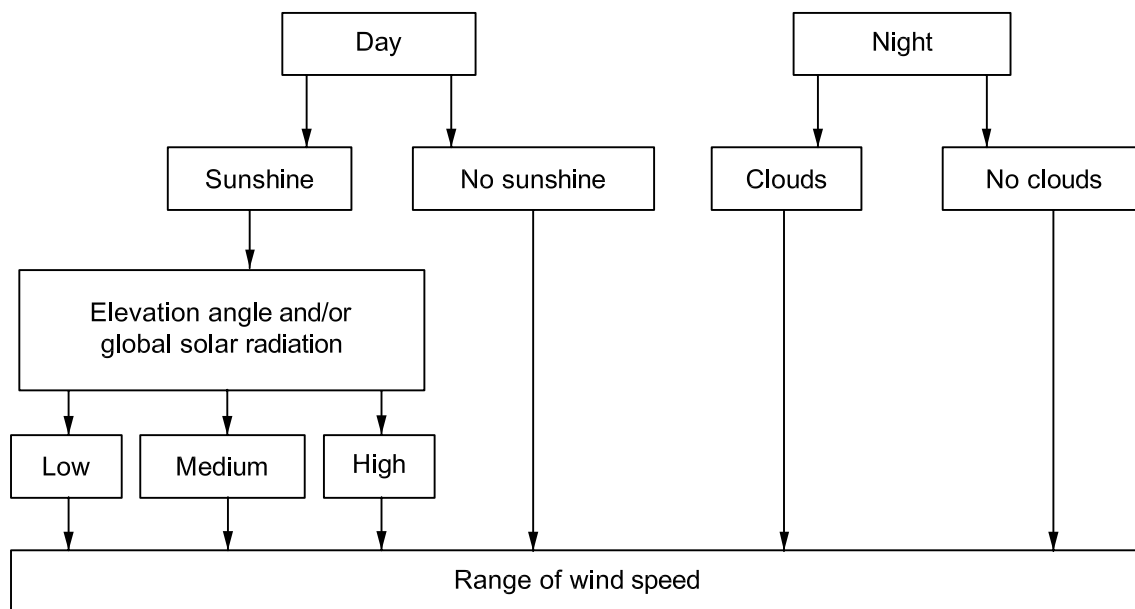 Day
Night
Sunshine
No sunshine
Clouds
No clouds
Elevation angle and/or
global solar radiation
Low
Medium
High
Range of wind speed